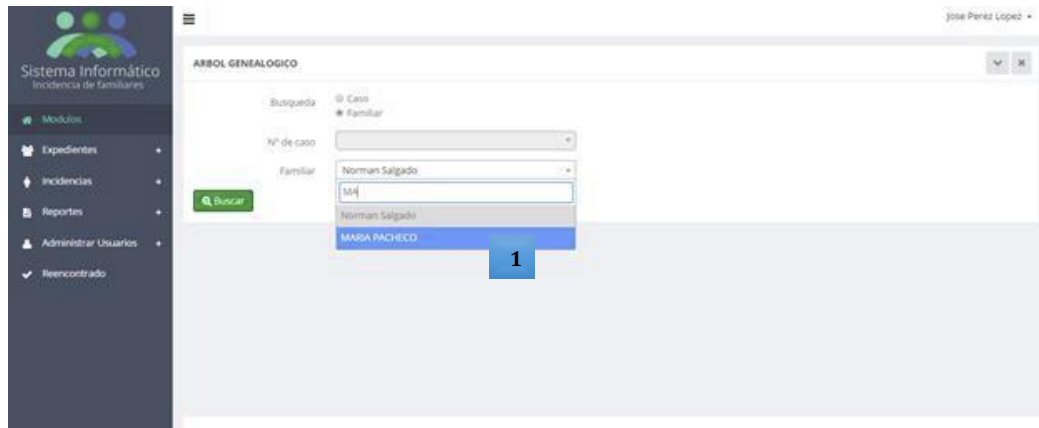 Jose Perez Lopez
Sistema Informático
Incidencia de familiares
Modulos
Expedientes +
Incidencias +
Reportes +
Administrar Usuarios +
Reencontrado
ARBOL GENEALOGICO
Busqueda
Caso
Familiar
Nº de caso
Familiar
Norman Salgado
MA
Norman Salgado
MARIA PACHECO
Buscar
1